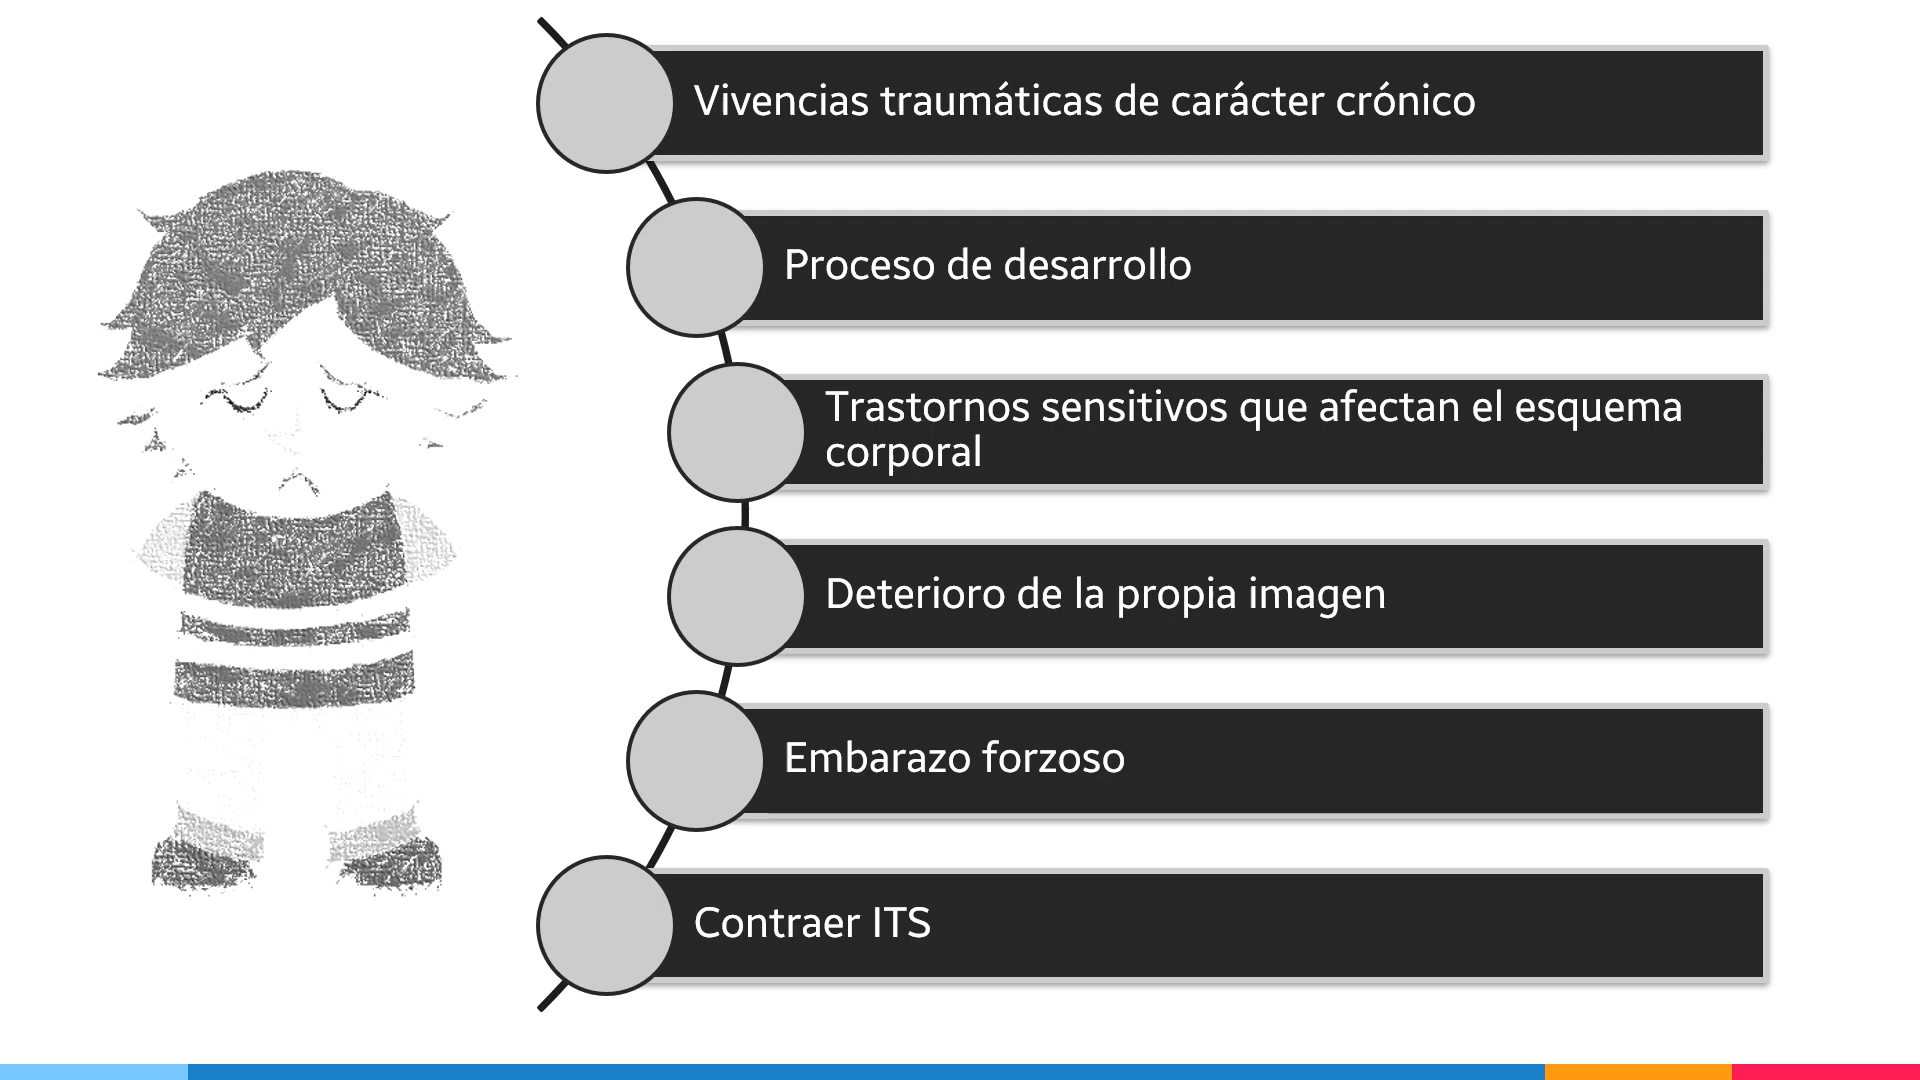 Vivencias traumáticas de carácter crónico
Proceso de desarrollo
Trastornos sensitivos que afectan el esquema
corporal
Deterioro de la propia imagen
Embarazo forzoso
Contraer ITS